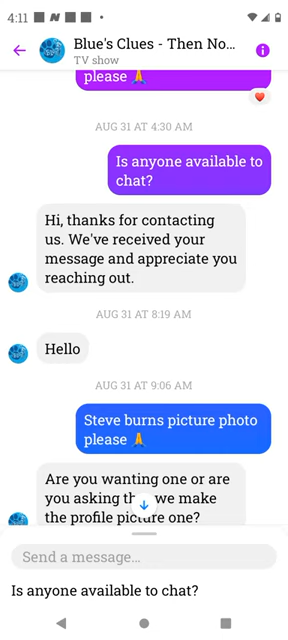 4:11
Blue's Clues - Then No...
TV show
please 🙏
AUG 31 AT 4:30 AM
Is anyone available to
chat?
Hi, thanks for contacting
us. We've received your
message and appreciate you
reaching out.
AUG 31 AT 8:19 AM
Hello
AUG 31 AT 9:06 AM
Steve burns picture photo
please 🙏
Are you wanting one or are
you asking we make
the profile picture one?
Send a message...
Is anyone available to chat?